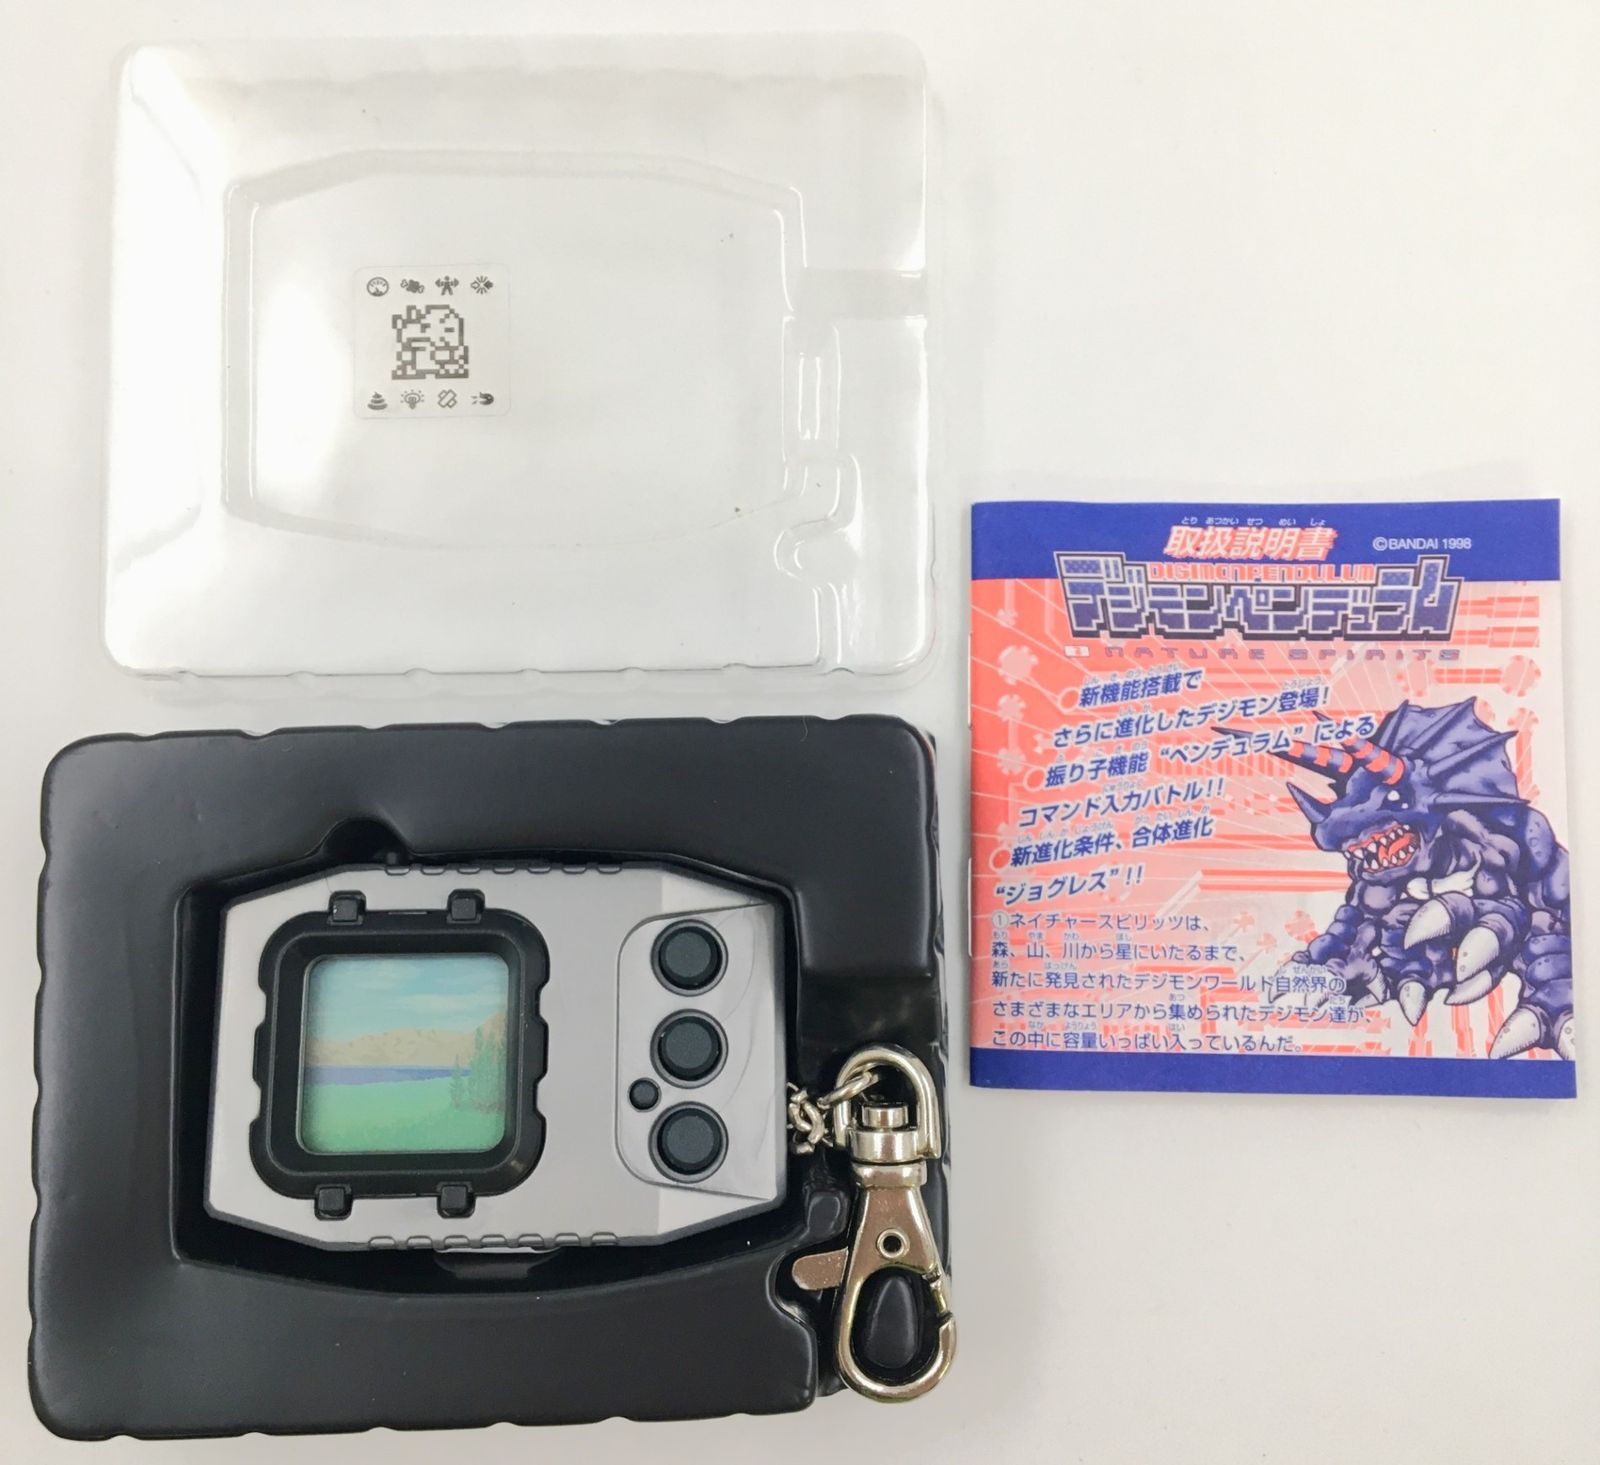 とり あつかい せつ めい しょ
取扱説明書
©BANDAI 1998
DIGIMON PENDULUM
デジモンペンデュラム
1 NATURE SPIRITS
新機能搭載で
さらに進化したデジモン登場!
振り子機能“ペンデュラム”による
コマンド入力バトル!!
新進化条件、合体進化
“ジョグレス”!!
①ネイチャースピリッツは、
森、山、川から星にいたるまで、
新たに発見されたデジモンワールド自然界の
さまざまなエリアから集められたデジモン達が、
この中に容量いっぱい入っているんだ。